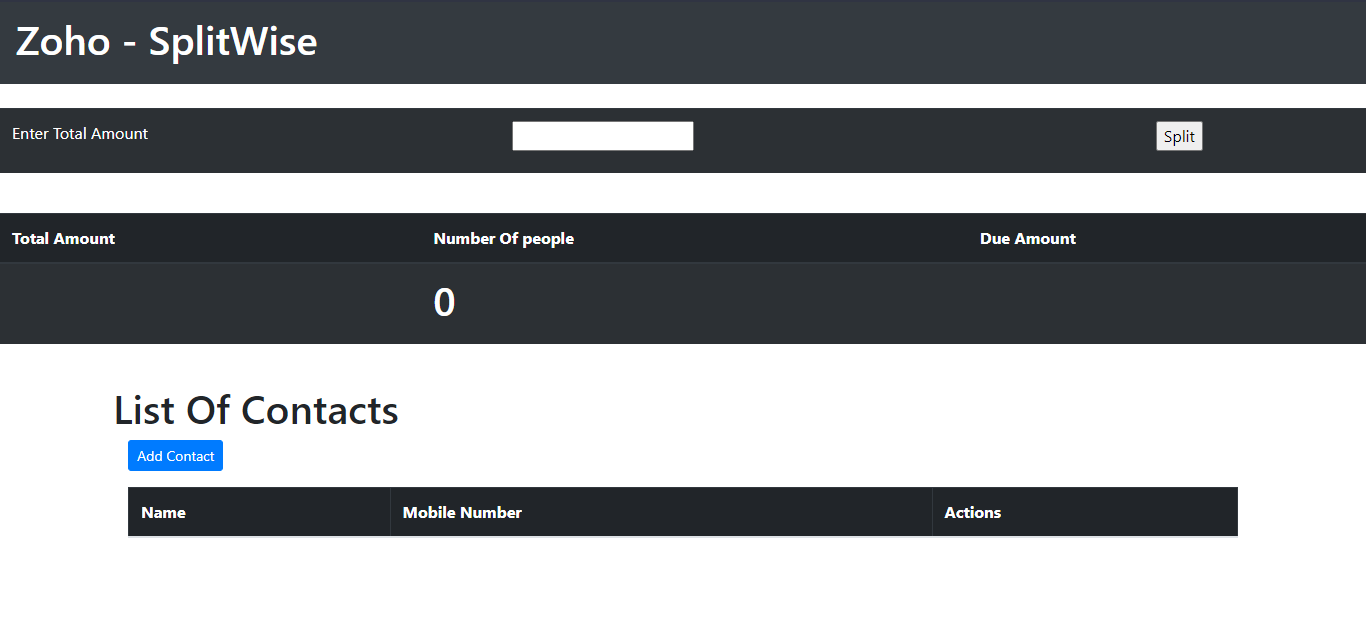 Zoho - SplitWise
Enter Total Amount Split
Total Amount Number Of people Due Amount
0
List Of Contacts
Add Contact
Name Mobile Number Actions